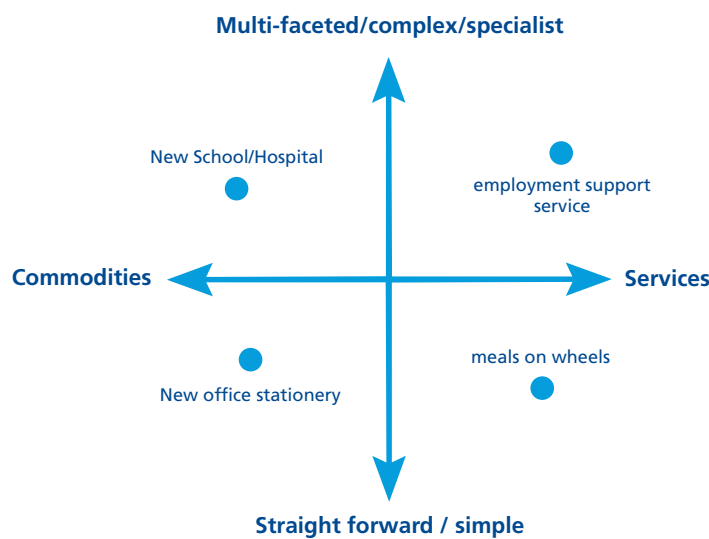 Multi-faceted/complex/specialist
New School/Hospital
employment support
service
Commodities
Services
meals on wheels
New office stationery
Straight forward / simple